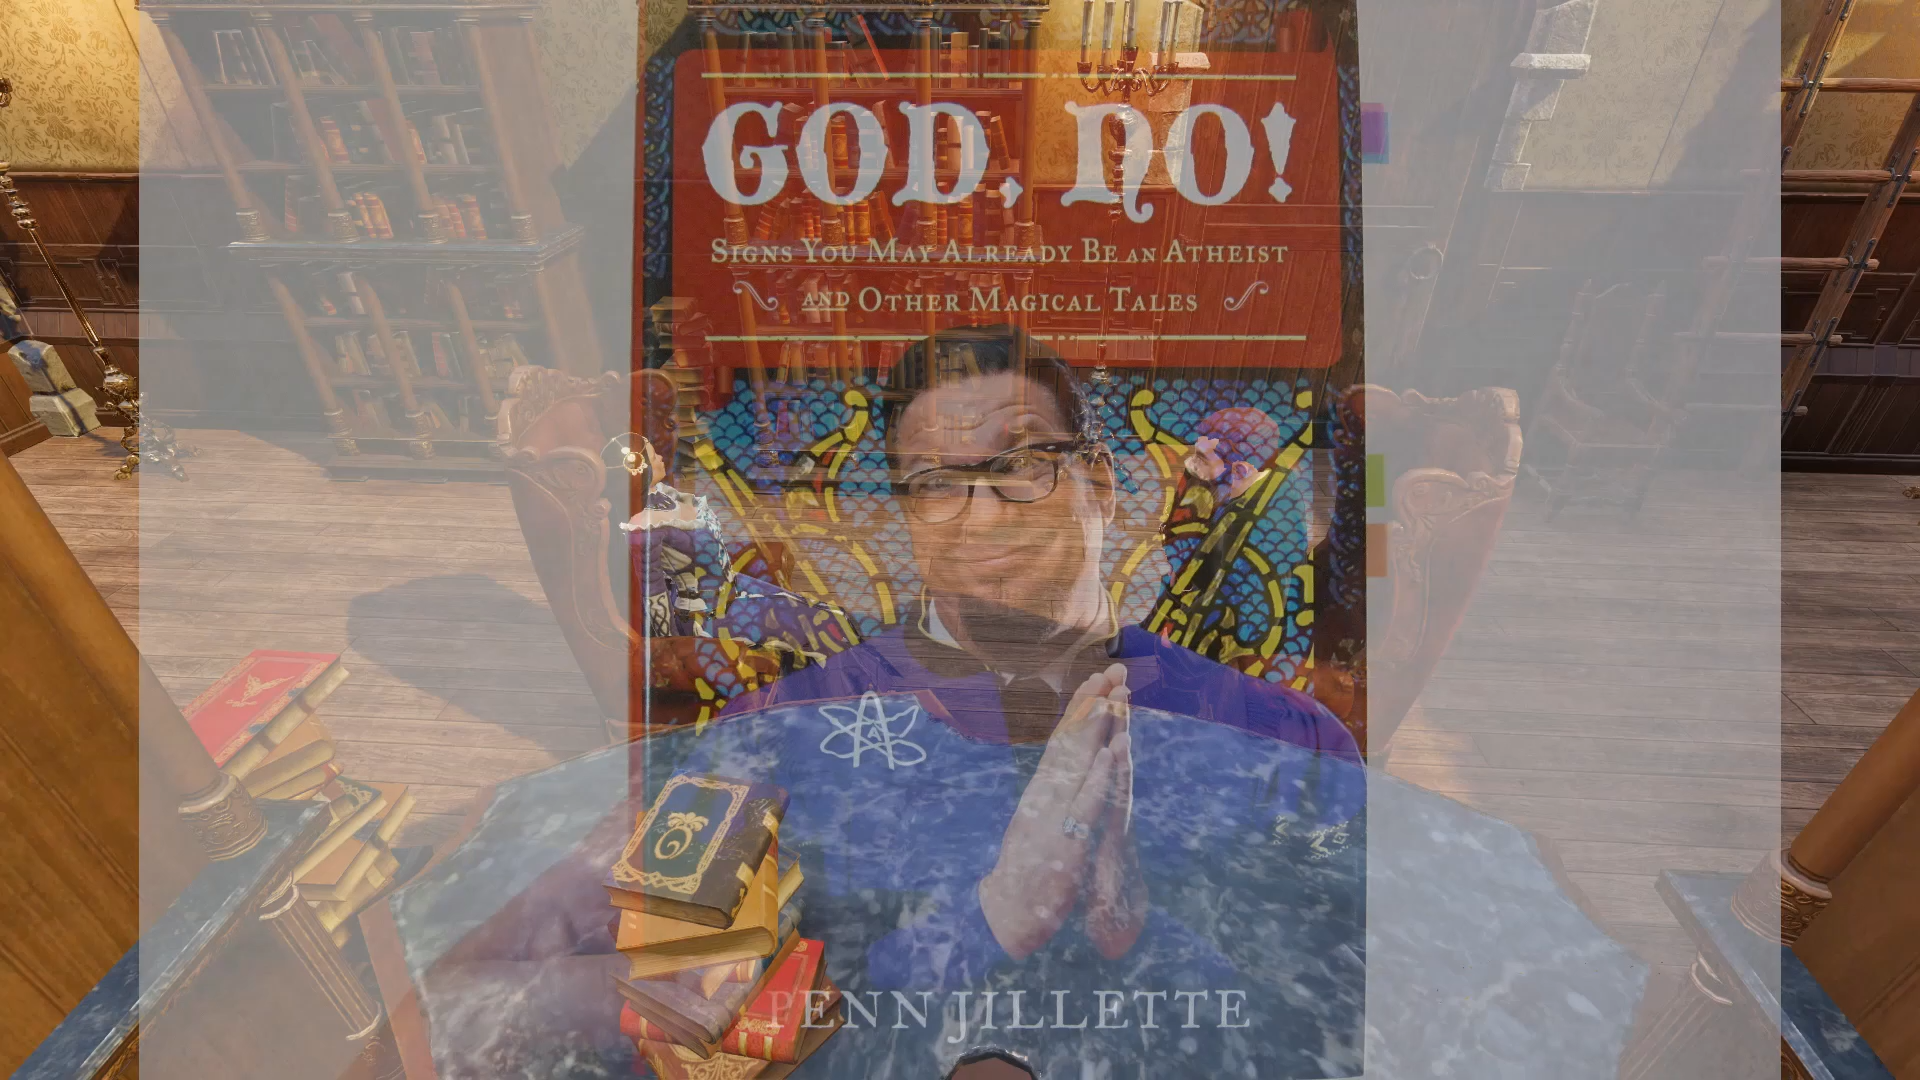 GOD, NO!
SIGNS YOU MAY ALREADY BE AN ATHEIST
AND OTHER MAGICAL TALES
PENN JILLETTE